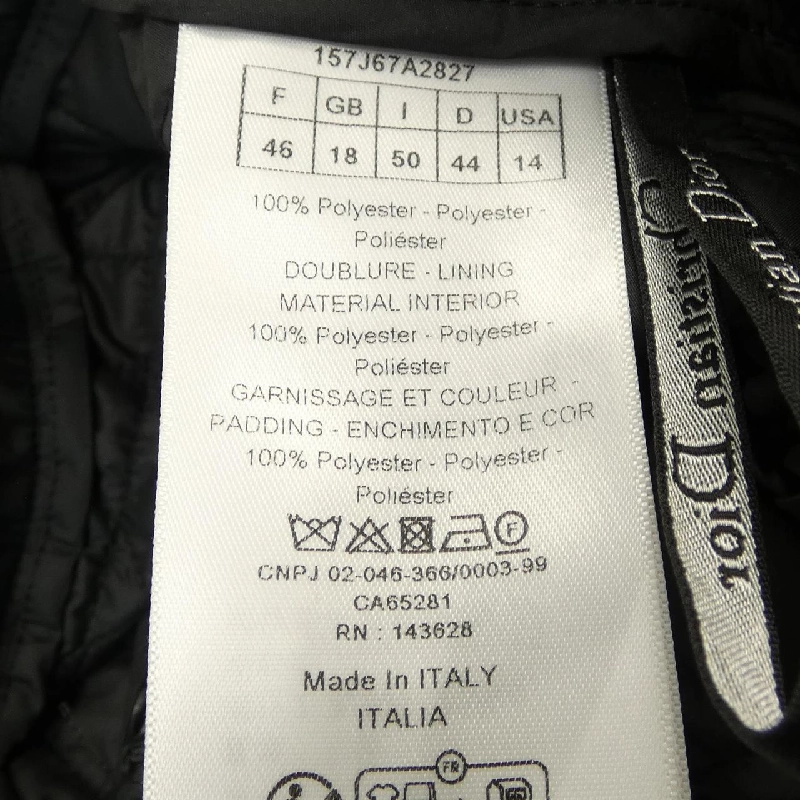 157J67A2827
F GB I D USA
46 18 50 44 14
100% Polyester - Polyester -
Poliéster
DOUBLURE - LINING
MATERIAL INTERIOR
100% Polyester - Polyester -
Poliéster
GARNISSAGE ET COULEUR -
PADDING - ENCHIMENTO E COR
100% Polyester - Polyester -
Poliéster
F
CNPJ 02-046-366/0003-99
CA65281
RN : 143628
Made In ITALY
ITALIA
FR
Christian Dior
Dior